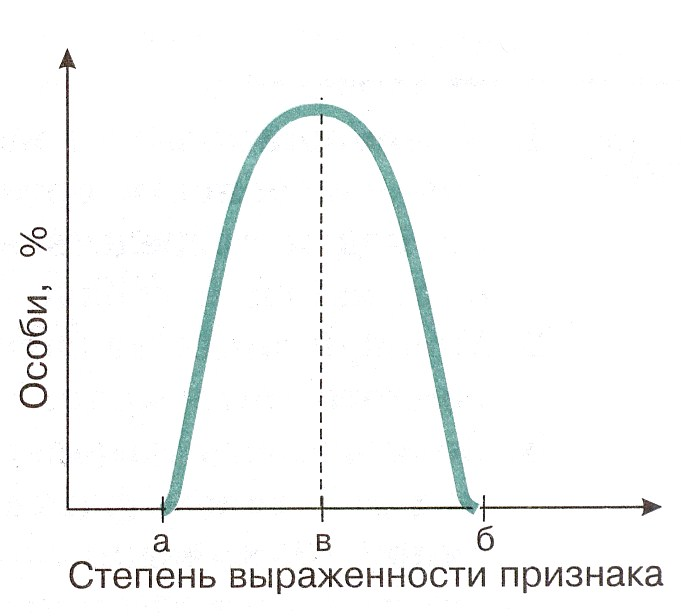 Особи, %
а
в
б
Степень выраженности признака